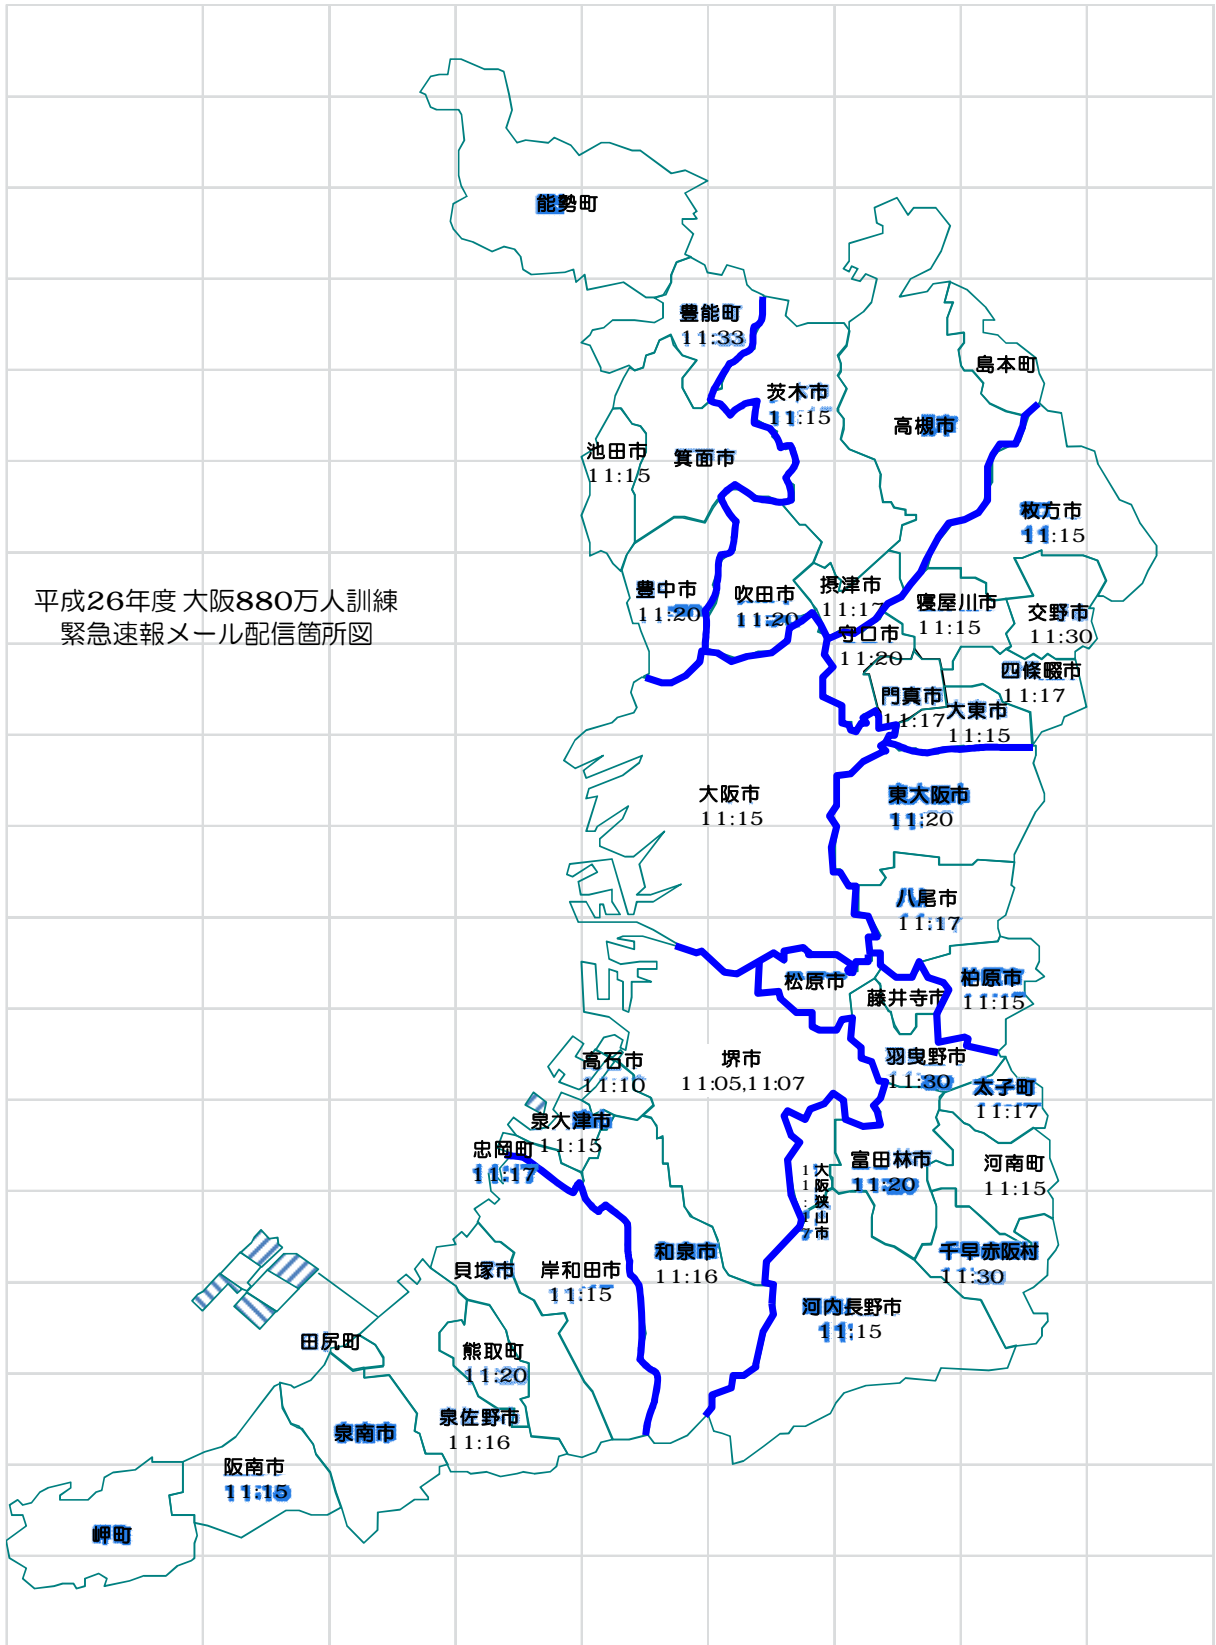 能勢町
豊能町
11:33
島本町
茨木市
11:15
高槻市
池田市
11:15
箕面市
枚方市
11:15
平成26年度 大阪880万人訓練
緊急速報メール配信箇所図
豊中市
11:20
吹田市
11:20
摂津市
11:17
寝屋川市
11:15
交野市
11:30
守口市
11:20
四條畷市
11:17
門真市
11:17
大東市
11:15
大阪市
11:15
東大阪市
11:20
八尾市
11:17
松原市
藤井寺市
柏原市
11:15
高石市
11:10
堺市
11:05,11:07
羽曳野市
11:30
太子町
11:17
泉大津市
11:15
忠岡町
11:17
大阪狭山市
11:17
富田林市
11:20
河南町
11:15
和泉市
11:16
千早赤阪村
11:30
貝塚市
岸和田市
11:15
河内長野市
11:15
田尻町
熊取町
11:20
泉佐野市
11:16
泉南市
阪南市
11:15
岬町